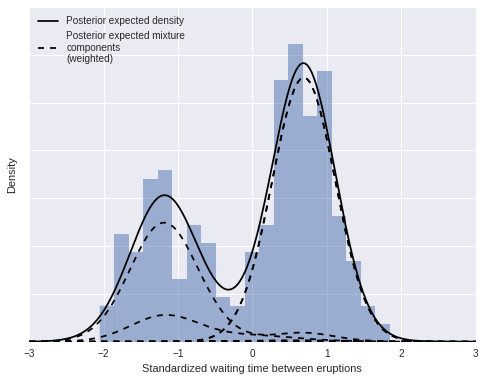 Posterior expected density
Posterior expected mixture
components
(weighted)
Density
−3
−2
−1
0
1
2
3
Standardized waiting time between eruptions